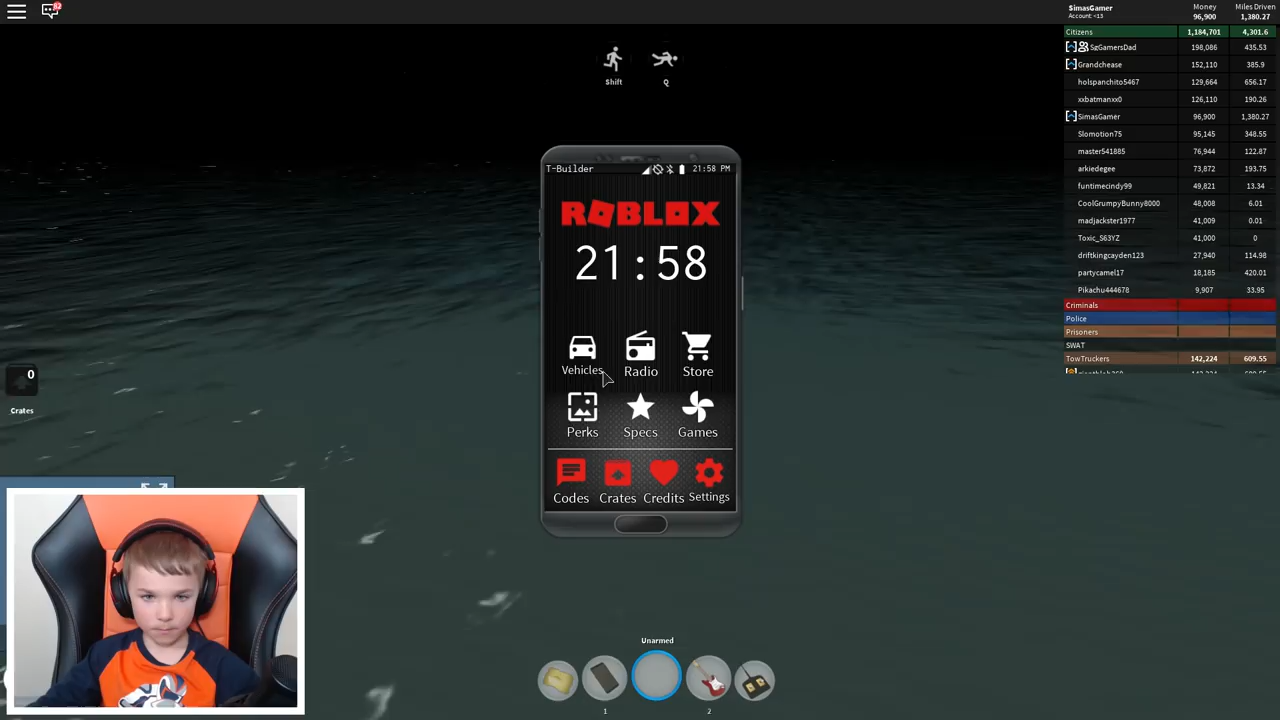 82
Shift
Q
SimasGamer
Account: <13
Money
96,900
Miles Driven
1,380.27
Citizens 1,184,701 4,301.6
SgGamersDad 198,086 435.53
Grandchease 152,110 385.9
holspanchito5467 129,664 656.17
xxbatmanxx0 126,110 190.26
SimasGamer 96,900 1,380.27
Slomotion75 95,145 348.55
master541885 76,944 122.87
arkiedegee 73,872 193.75
funtimecindy99 49,821 13.34
CoolGrumpyBunny8000 48,008 6.01
madjackster1977 41,009 0.01
Toxic_S63YZ 41,000 0
driftkingcayden123 27,940 114.98
partycamel17 18,185 420.01
Pikachu444678 9,907 33.95
Criminals
Police
Prisoners
SWAT
TowTruckers 142,224 609.55
T-Builder 21:58 PM
ROBLOX
21:58
Vehicles Radio Store
Perks Specs Games
Codes Crates Credits Settings
0
Crates
Unarmed
1
2